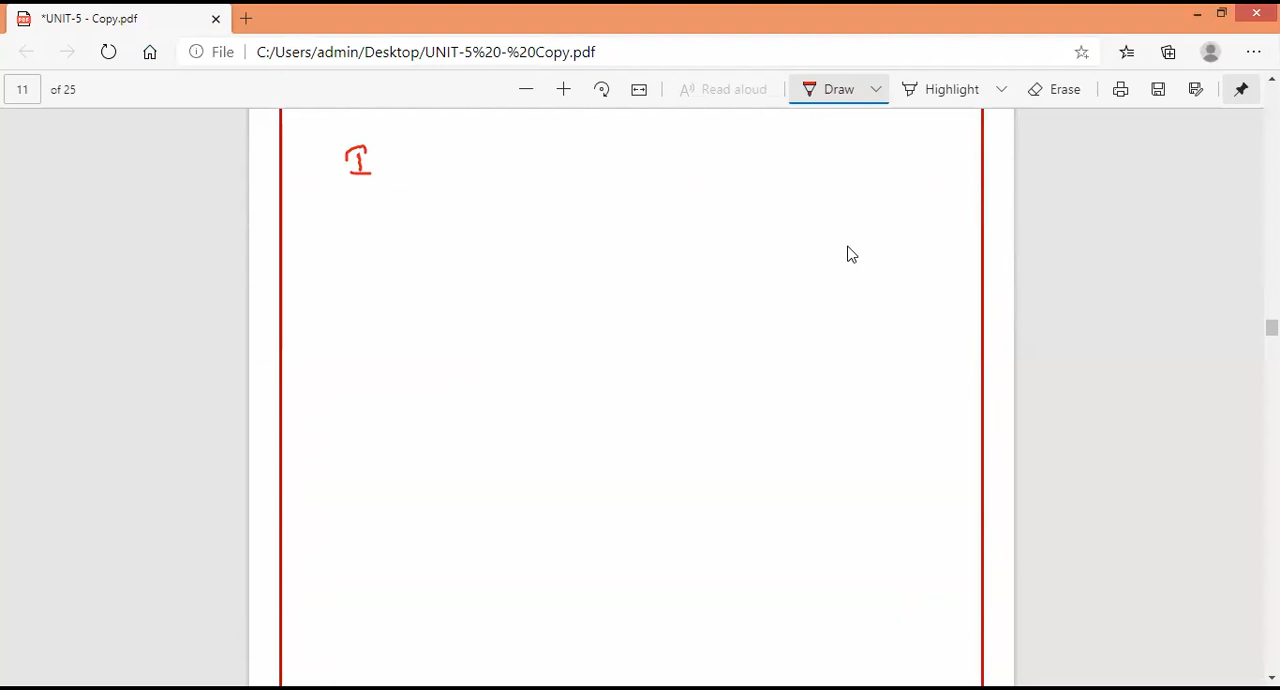 *UNIT-5 - Copy.pdf
File C:/Users/admin/Desktop/UNIT-5%20-%20Copy.pdf
11 of 25 Read aloud Draw Highlight Erase
I